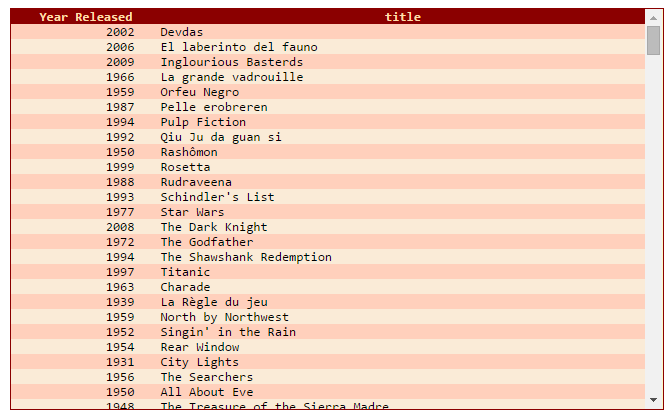 Year Released title
2002 Devdas
2006 El laberinto del fauno
2009 Inglourious Basterds
1966 La grande vadrouille
1959 Orfeu Negro
1987 Pelle erobreren
1994 Pulp Fiction
1992 Qiu Ju da guan si
1950 Rashômon
1999 Rosetta
1988 Rudraveena
1993 Schindler's List
1977 Star Wars
2008 The Dark Knight
1972 The Godfather
1994 The Shawshank Redemption
1997 Titanic
1963 Charade
1939 La Règle du jeu
1959 North by Northwest
1952 Singin' in the Rain
1954 Rear Window
1931 City Lights
1956 The Searchers
1950 All About Eve
1948 The Treasure of the Sierra Madre